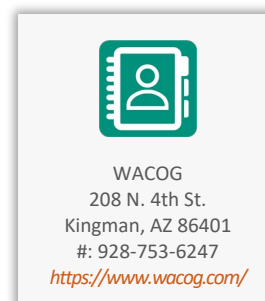 WACOG
208 N. 4th St.
Kingman, AZ 86401
#: 928-753-6247
https://www.wacog.com/